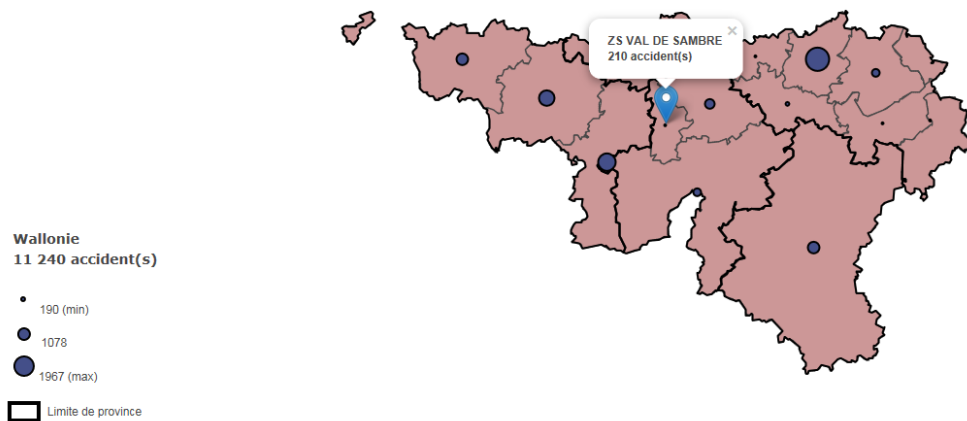 ZS VAL DE SAMBRE
210 accident(s)
×
Wallonie
11 240 accident(s)
190 (min)
1078
1967 (max)
Limite de province